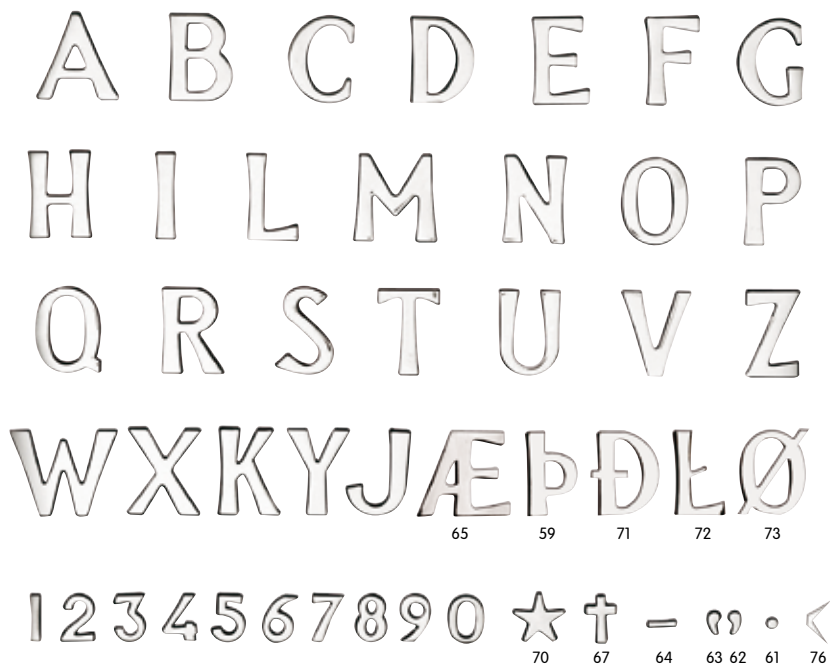 A B C D E F G
H I L M N O P
Q R S T U V Z
W X K Y J Æ Þ Ð Ł Ø
65 59 71 72 73
1 2 3 4 5 6 7 8 9 0 ★ ✝ - ❛ ❜ • <
70 67 64 63 62 61 76